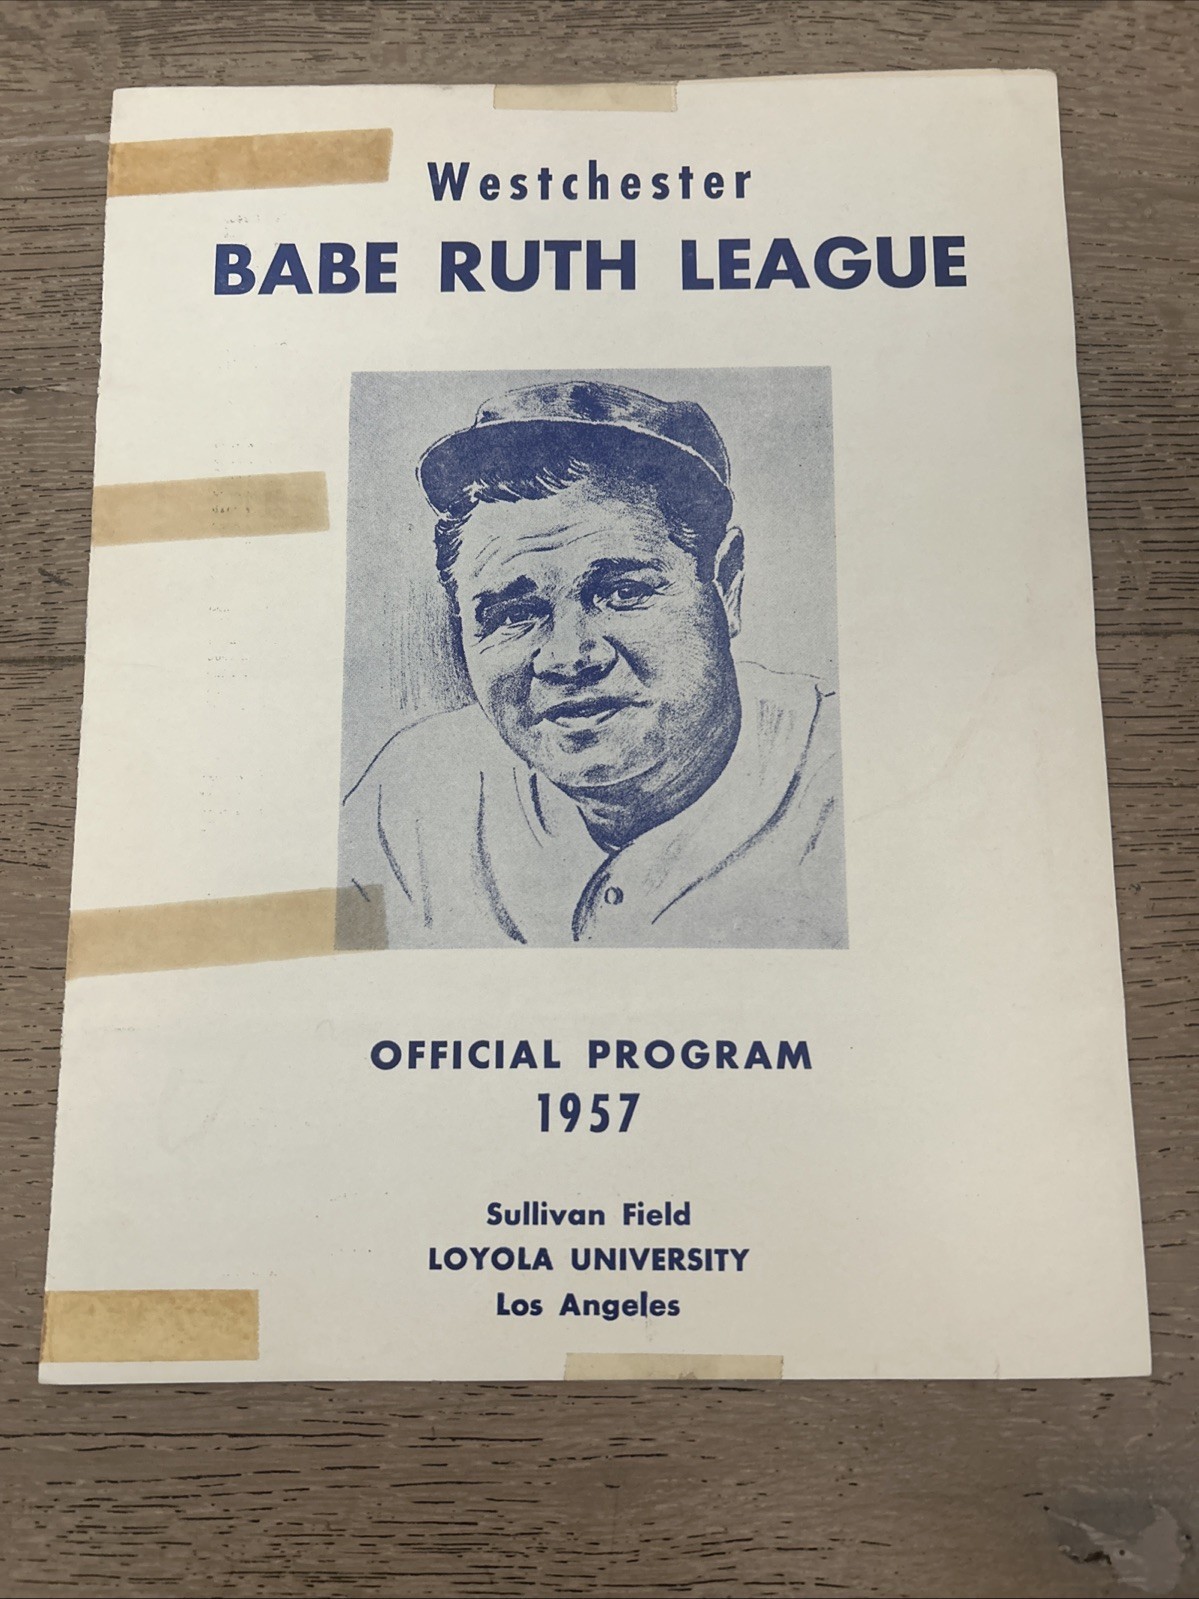 Westchester
BABE RUTH LEAGUE
OFFICIAL PROGRAM
1957
Sullivan Field
LOYOLA UNIVERSITY
Los Angeles